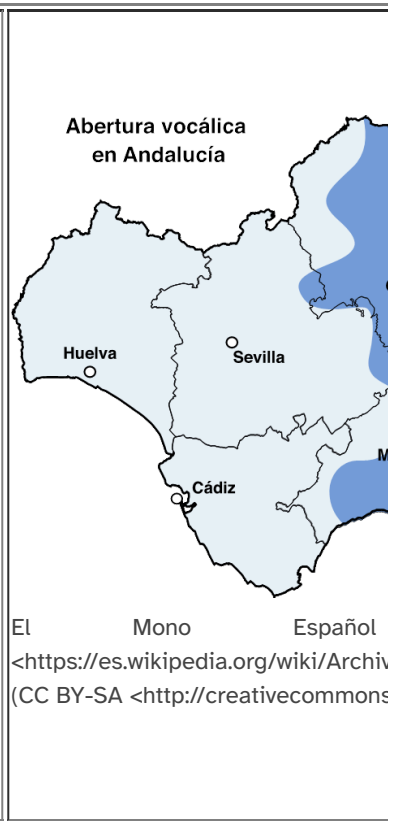 Abertura vocálica
en Andalucía
Huelva
Sevilla
Cádiz
M
El Mono Español
<https://es.wikipedia.org/wiki/Archiv
(CC BY-SA <http://creativecommons